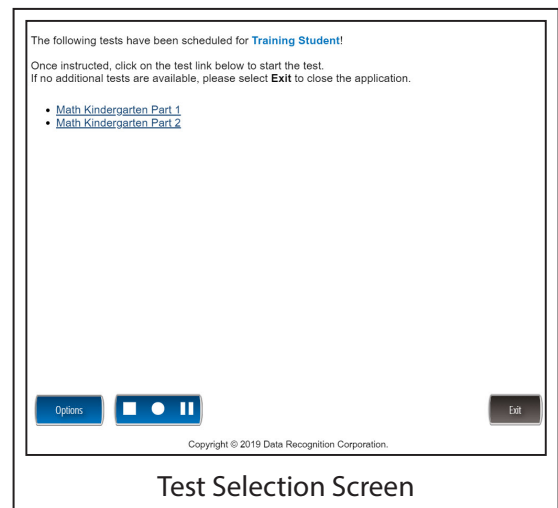 The following tests have been scheduled for Training Student!
Once instructed, click on the test link below to start the test.
If no additional tests are available, please select Exit to close the application.
• Math Kindergarten Part 1
• Math Kindergarten Part 2
Options
Exit
Copyright © 2019 Data Recognition Corporation.
Test Selection Screen